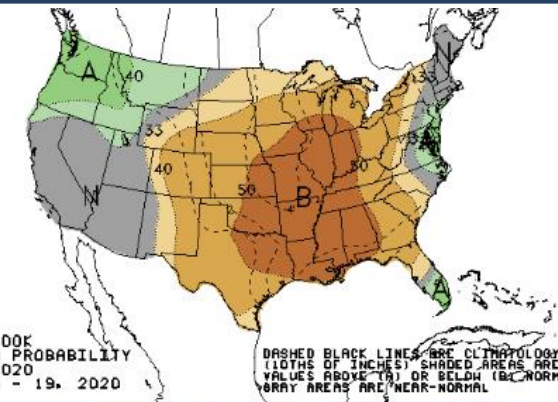 A
40
N
33
33
40
N
50
B
50
A
A
OOK
PROBABILITY
020
- 19, 2020
DASHED BLACK LINES ARE CLIMATOLOGY
(10THS OF INCHES) SHADED AREAS ARE
VALUES ABOVE (A) OR BELOW (B) NORM
GRAY AREAS ARE NEAR-NORMAL